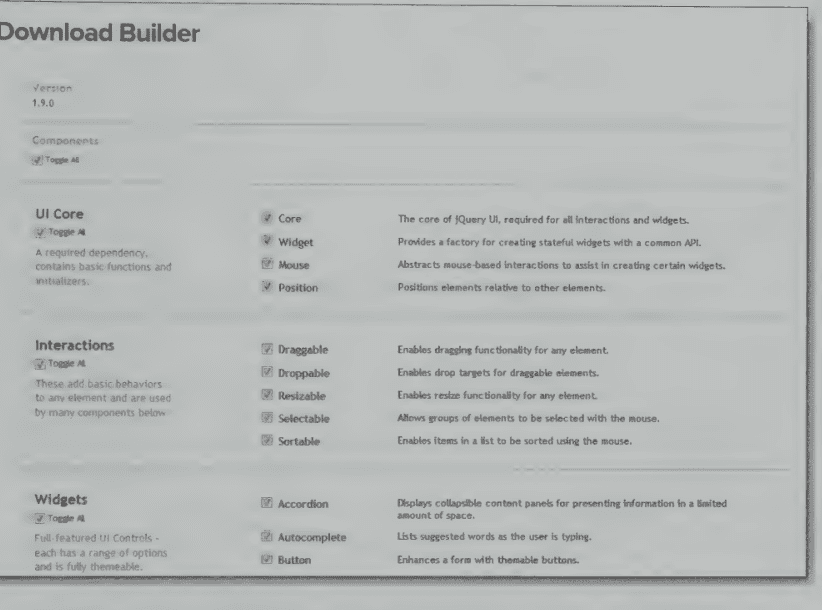 Download Builder
Version
1.9.0
Components
Toggle All
UI Core
Toggle All
A required dependency,
contains basic functions and
initializers.
Core
The core of jQuery UI, required for all interactions and widgets.
Widget
Provides a factory for creating stateful widgets with a common API.
Mouse
Abstracts mouse-based interactions to assist in creating certain widgets.
Position
Positions elements relative to other elements.
Interactions
Toggle All
These add basic behaviors
to any element and are used
by many components below
Draggable
Enables dragging functionality for any element.
Droppable
Enables drop targets for draggable elements.
Resizable
Enables resize functionality for any element.
Selectable
Allows groups of elements to be selected with the mouse.
Sortable
Enables items in a list to be sorted using the mouse.
Widgets
Toggle All
Full-featured UI Controls -
each has a range of options
and is fully themeable.
Accordion
Displays collapsible content panels for presenting information in a limited
amount of space.
Autocomplete
Lists suggested words as the user is typing.
Button
Enhances a form with themable buttons.